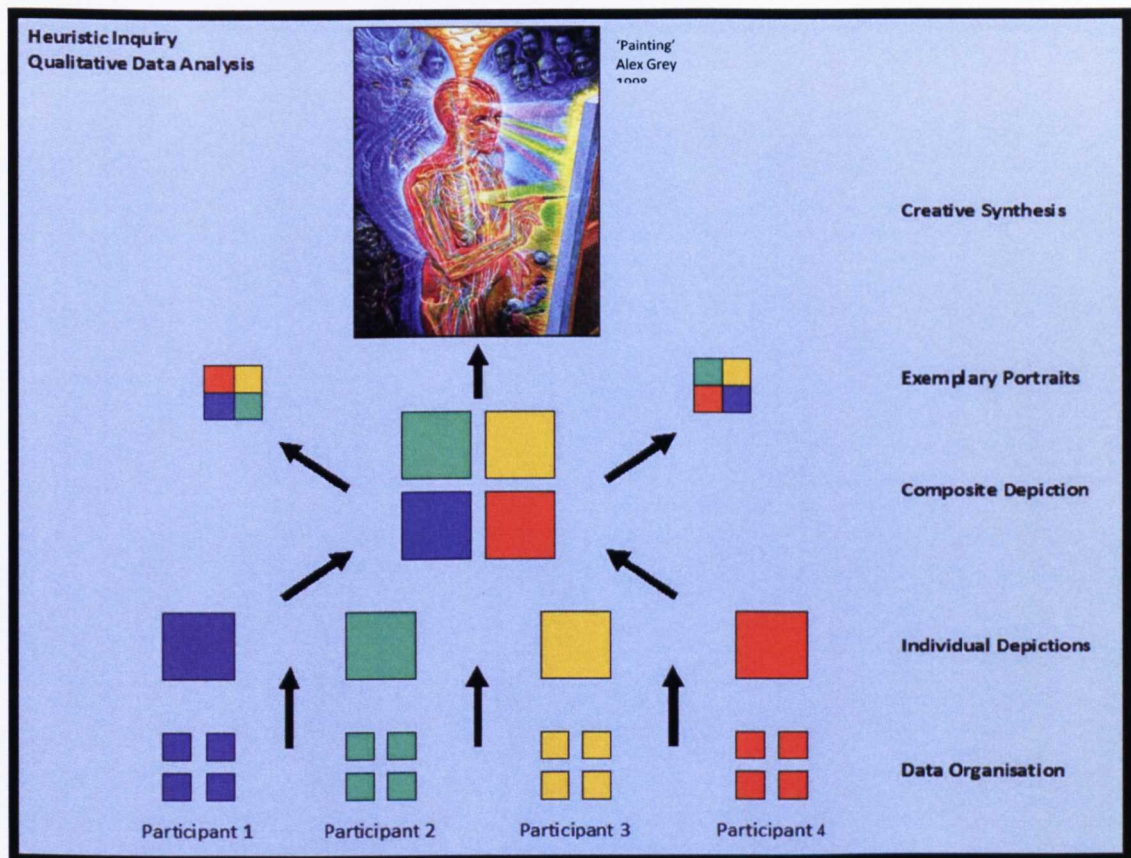 Heuristic Inquiry
Qualitative Data Analysis
'Painting'
Alex Grey
Creative Synthesis
Exemplary Portraits
Composite Depiction
Individual Depictions
Data Organisation
Participant 1
Participant 2
Participant 3
Participant 4